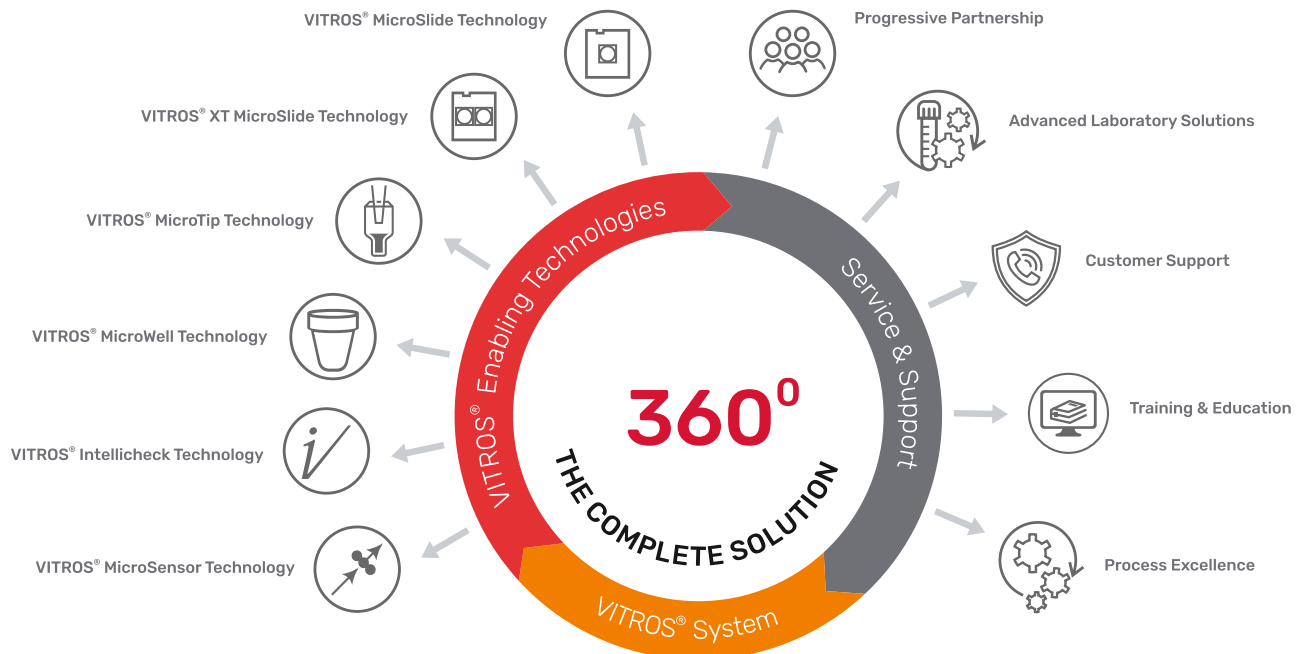 VITROS® MicroSlide Technology
Progressive Partnership
VITROS® XT MicroSlide Technology
Advanced Laboratory Solutions
VITROS® MicroTip Technology
Customer Support
VITROS® MicroWell Technology
Training & Education
VITROS® Intellicheck Technology
VITROS® MicroSensor Technology
Process Excellence
VITROS® Enabling Technologies
Service & Support
VITROS® System
360⁰
THE COMPLETE SOLUTION
i